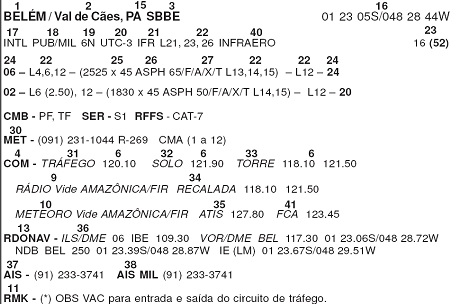 1 2 15 3 16
BELÉM / Val de Cães, PA SBBE 01 23 05S/048 28 44W
17 18 19 20 21 22 40 23
INTL PUB/MIL 6N UTC-3 IFR L21, 23, 26 INFRAERO 16 (52)
24 22 26 25 27 22 22 24
06 – L4,6,12 – (2525 x 45 ASPH 65/F/A/X/T L13,14,15) – L12 – 24
02 – L6 (2.50), 12 – (1830 x 45 ASPH 50/F/A/X/T L14,15) – L12 – 20
CMB - PF, TF SER - S1 RFFS - CAT-7
30
MET - (091) 231-1044 R-269 CMA (1 a 12)
4 31 6 32 6 33 6
COM - TRÁFEGO 120.10 SOLO 121.90 TORRE 118.10 121.50
9 34
RÁDIO Vide AMAZÔNICA/FIR RECALADA 118.10 121.50
10 35 41
METEORO Vide AMAZÔNICA/FIR ATIS 127.80 FCA 123.45
13 36
RDONAV - ILS/DME 06 IBE 109.30 VOR/DME BEL 117.30 01 23.06S/048 28.72W
NDB BEL 250 01 23.39S/048 28.87W IE (LM) 01 23.67S/048 29.51W
37 38
AIS - (91) 233-3741 AIS MIL (91) 233-3741
11
RMK - (*) OBS VAC para entrada e saída do circuito de tráfego.